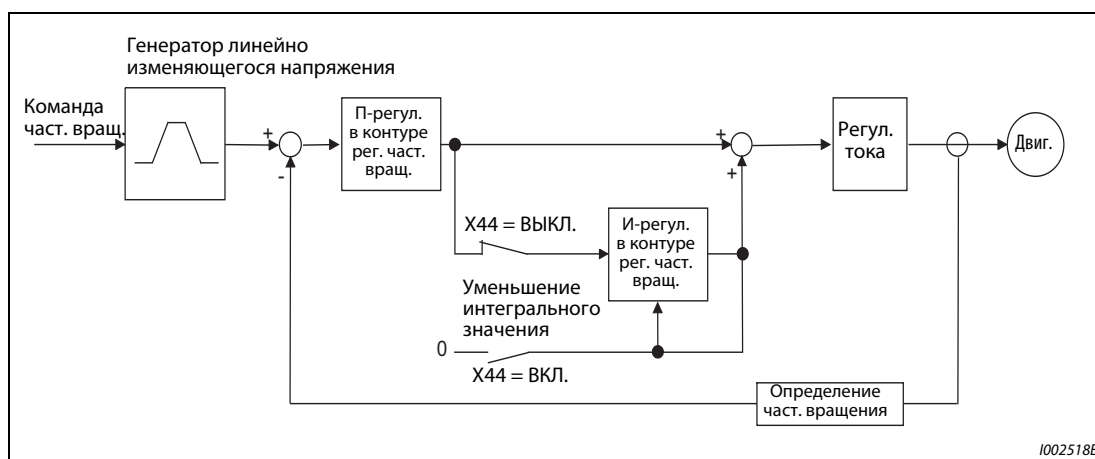 Генератор линейно
изменяющегося напряжения
Команда
част. вращ.
+
-
П-регул.
в контуре
рег. част.
вращ.
+
+
Регул.
тока
Двиг.
X44 = ВЫКЛ.
И-регул.
в контуре
рег. част.
вращ.
Уменьшение
интегрального
значения
0
X44 = ВКЛ.
Определение
част. вращения
I002518E